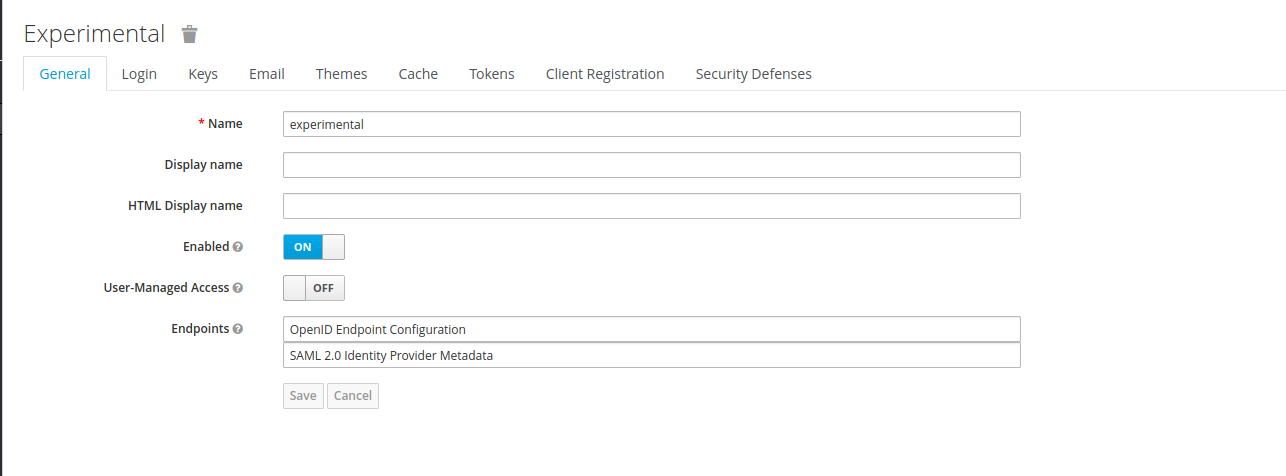 Experimental
General Login Keys Email Themes Cache Tokens Client Registration Security Defenses
* Name experimental
Display name
HTML Display name
Enabled ? ON
User-Managed Access ? OFF
Endpoints ? OpenID Endpoint Configuration
SAML 2.0 Identity Provider Metadata
Save Cancel